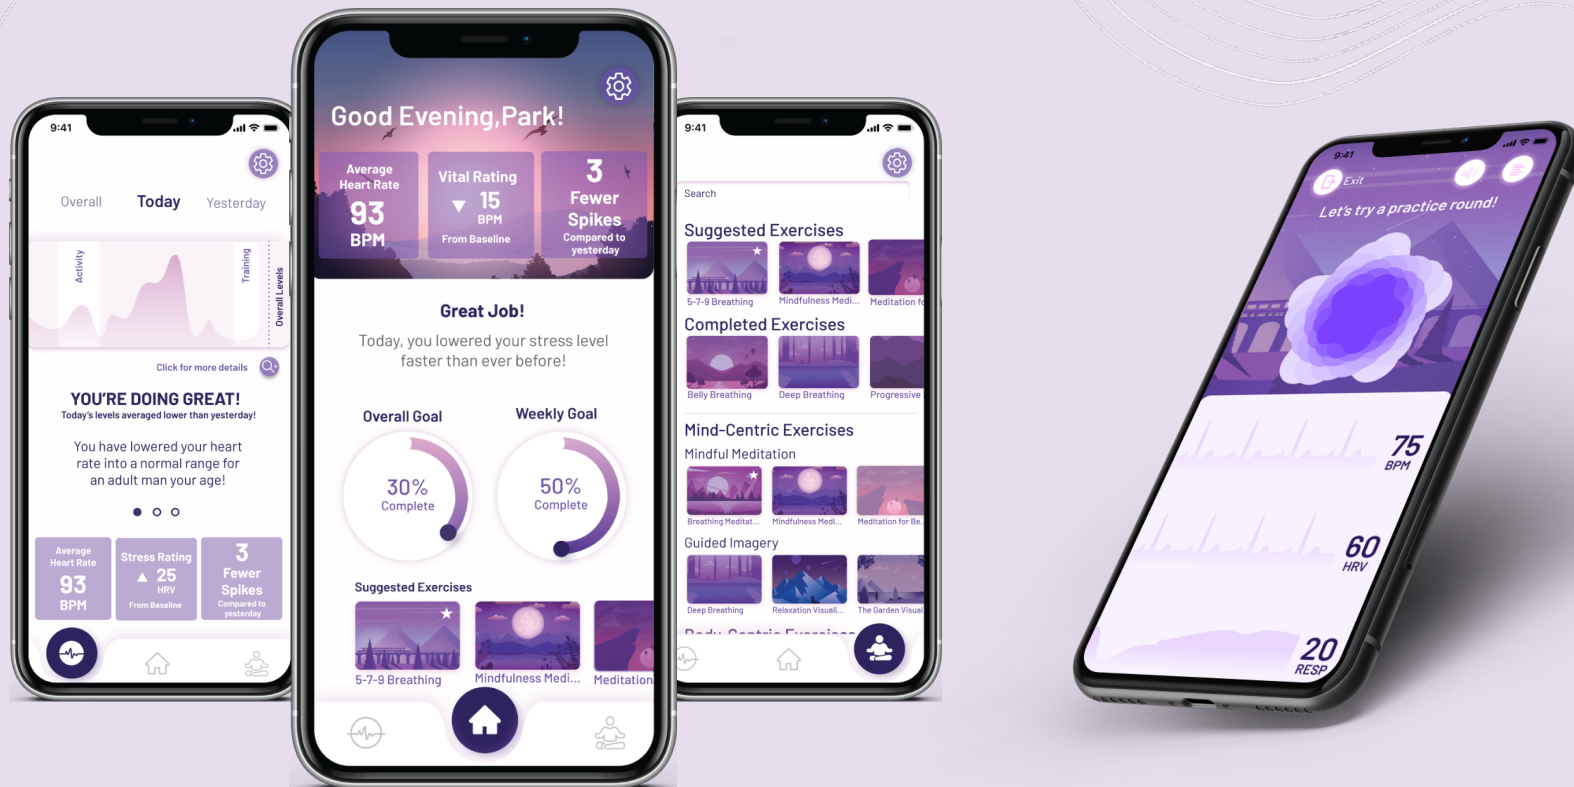 9:41
Overall
Today
Yesterday
Activity
Training
Overall Levels
Click for more details
YOU'RE DOING GREAT!
Today's levels averaged lower than yesterday!
You have lowered your heart
rate into a normal range for
an adult man your age!
Average
Heart Rate
93
BPM
Stress Rating
▲ 25
HRV
From Baseline
3
Fewer
Spikes
Compared to
yesterday
Good Evening,Park!
Average
Heart Rate
93
BPM
Vital Rating
▼ 15
BPM
From Baseline
3
Fewer
Spikes
Compared to
yesterday
Great Job!
Today, you lowered your stress level
faster than ever before!
Overall Goal
30%
Complete
Weekly Goal
50%
Complete
Suggested Exercises
5-7-9 Breathing
Mindfulness Medi...
Meditation
9:41
Search
Suggested Exercises
5-7-9 Breathing
Mindfulness Medi...
Meditation fo
Completed Exercises
Belly Breathing
Deep Breathing
Progressive
Mind-Centric Exercises
Mindful Meditation
Breathing Meditat...
Mindfulness Medi...
Meditation for Be..
Guided Imagery
Deep Breathing
Relaxation Visuali...
The Garden Visual
Body-Centric Exercises
9:41
Exit
Let's try a practice round!
75
BPM
60
HRV
20
RESP